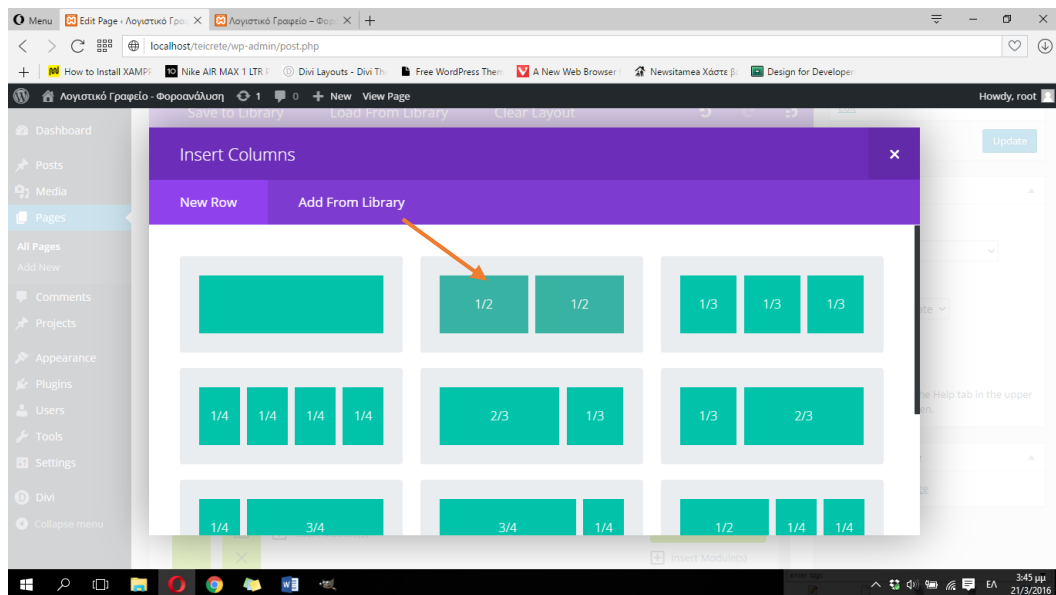 Menu
Edit Page ‹ Λογιστικό Γρα
Λογιστικό Γραφείο – Φορ
localhost/teicrete/wp-admin/post.php
How to Install XAMPP
Nike AIR MAX 1 LTR P
Divi Layouts - Divi Th
Free WordPress Them
A New Web Browser f
Newsitamea Χάστε β
Design for Developer
Λογιστικό Γραφείο - Φοροανάλυση
1
0
New
View Page
Howdy, root
Save to Library
Load From Library
Clear Layout
Dashboard
Posts
Media
Pages
All Pages
Add New
Comments
Projects
Appearance
Plugins
Users
Tools
Settings
Divi
Collapse menu
Update
Insert Columns
New Row
Add From Library
1/2 1/2
1/3 1/3 1/3
1/4 1/4 1/4 1/4
2/3 1/3
1/3 2/3
1/4 3/4
3/4 1/4
1/2 1/4 1/4
he Help tab in the upper
Insert Module(s)
ΕΛ
3:45 μμ
21/3/2016